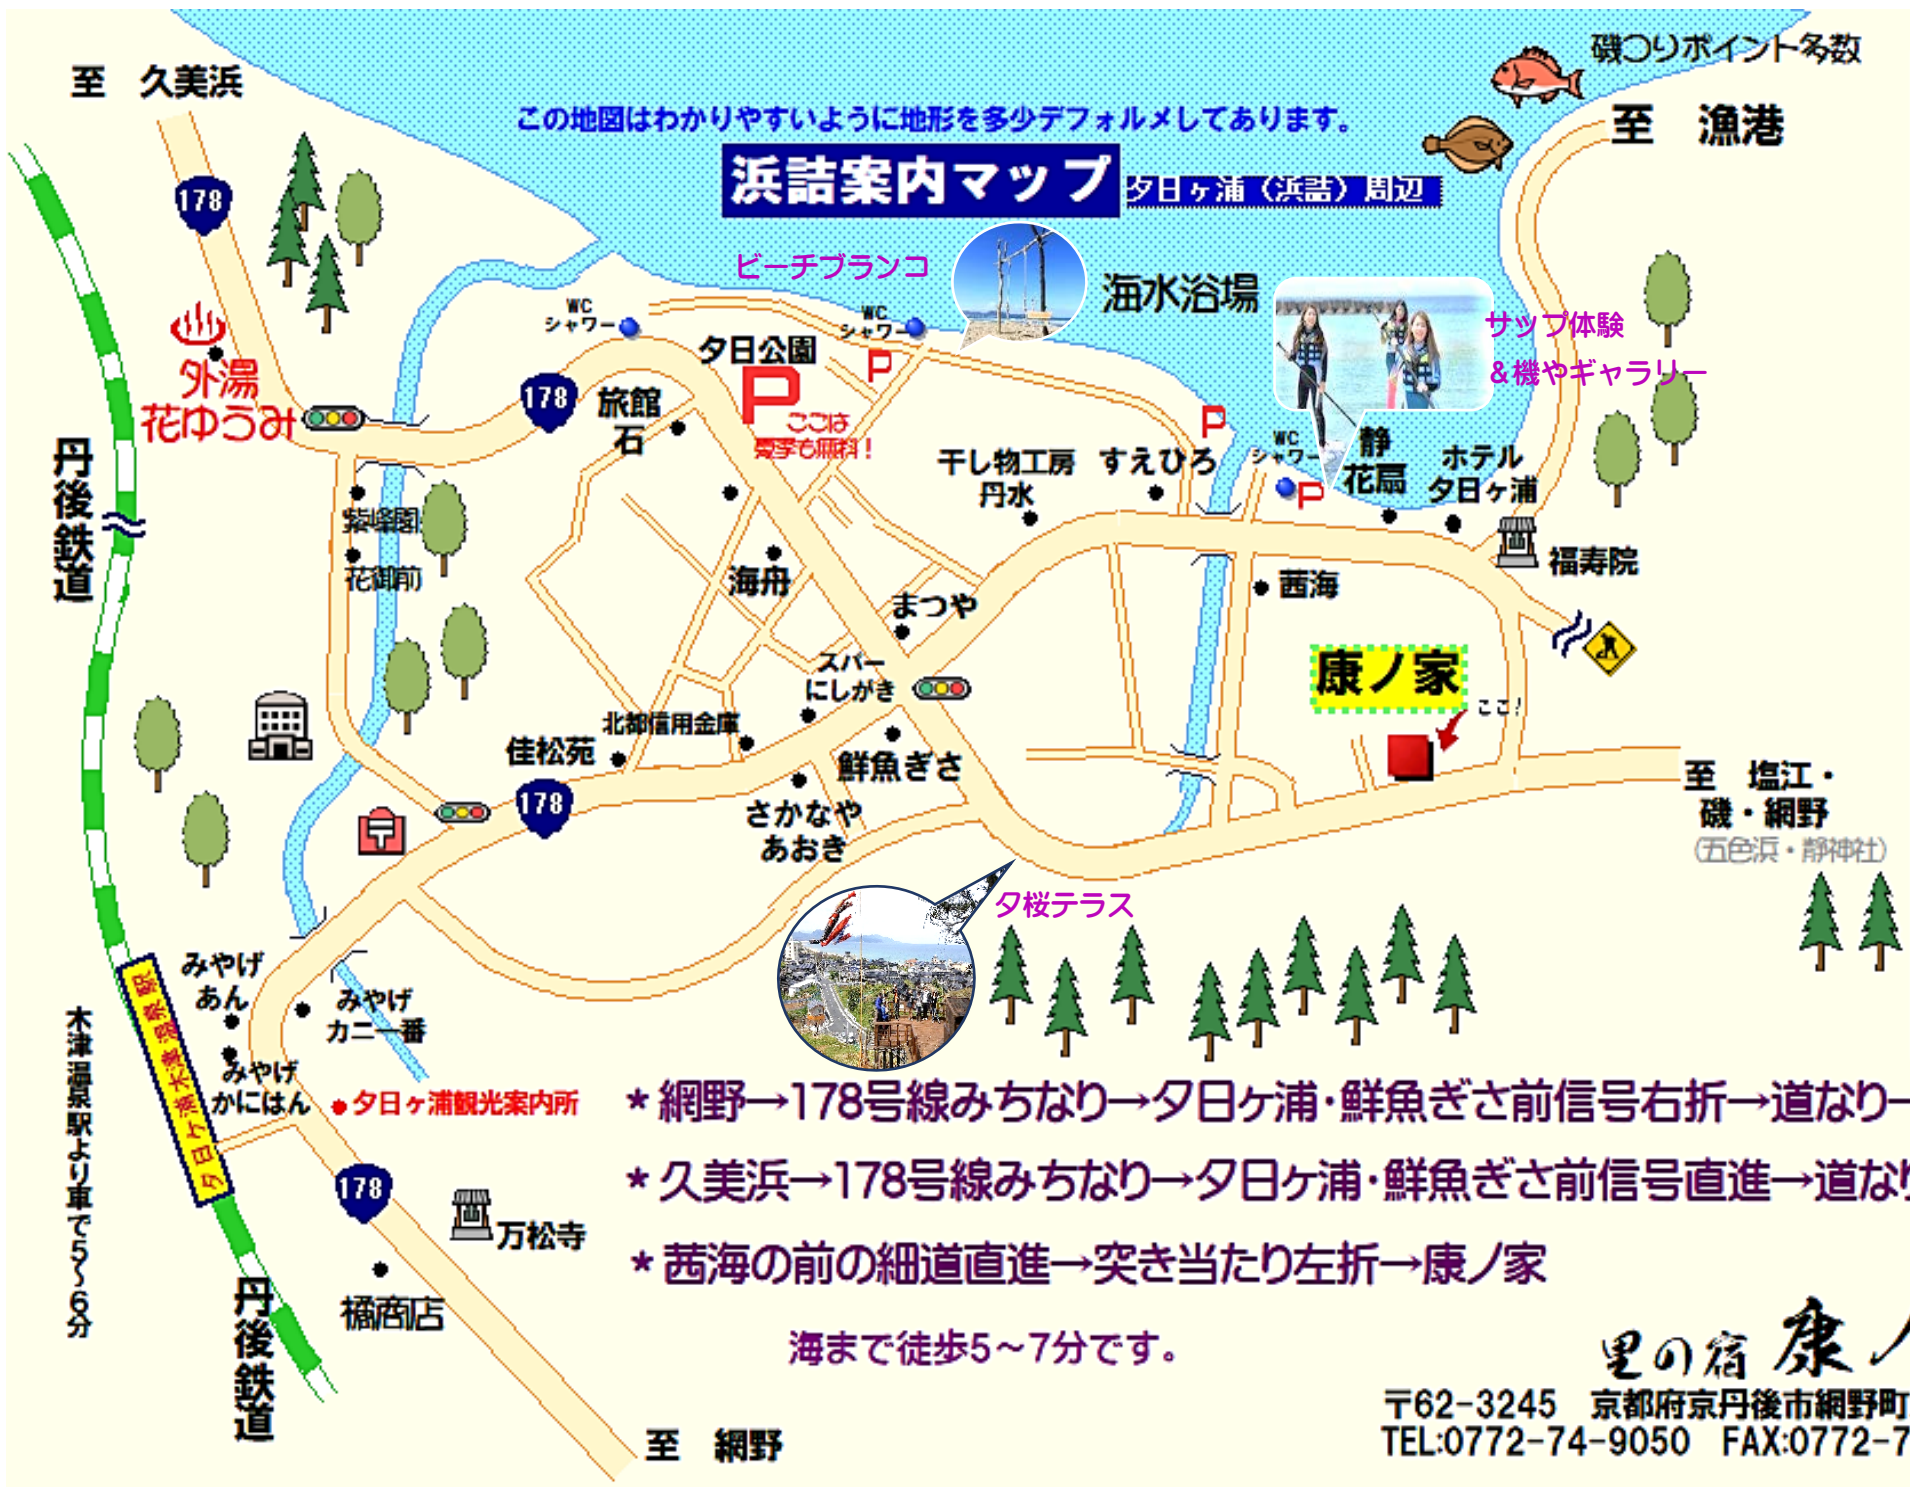 磯つりポイント多数
至　久美浜
この地図はわかりやすいように地形を多少デフォルメしてあります。
至　漁港
浜詰案内マップ
夕日ヶ浦（浜詰）周辺
178
ビーチブランコ
海水浴場
WC
シャワー
WC
シャワー
サップ体験
＆機やギャラリー
夕日公園
P
P
ここは
夏季も無料！
外湯
花ゆうみ
178
旅館
石
P
WC
シャワー
P
静
花扇
ホテル
夕日ヶ浦
干し物工房
丹水
すえひろ
丹後鉄道
紫峰園
花御前
海舟
福寿院
茜海
まつや
スパー
にしがき
康ノ家
ここ！
北都信用金庫
佳松苑
鮮魚ぎさ
178
さかなや
あおき
至　塩江・
磯・網野
（五色浜・静神社）
夕桜テラス
みやげ
あん
みやげ
カニ一番
みやげ
かにはん
夕日ヶ浦木津温泉駅
木津温泉駅より車で5～6分
夕日ヶ浦観光案内所
＊網野→178号線みちなり→夕日ヶ浦・鮮魚ぎさ前信号右折→道なり
＊久美浜→178号線みちなり→夕日ヶ浦・鮮魚ぎさ前信号直進→道なり
＊茜海の前の細道直進→突き当たり左折→康ノ家
178
万松寺
橘商店
丹後鉄道
海まで徒歩5～7分です。
里の宿 康ノ
〒62-3245　京都府京丹後市網野町
TEL:0772-74-9050　FAX:0772-7
至　網野